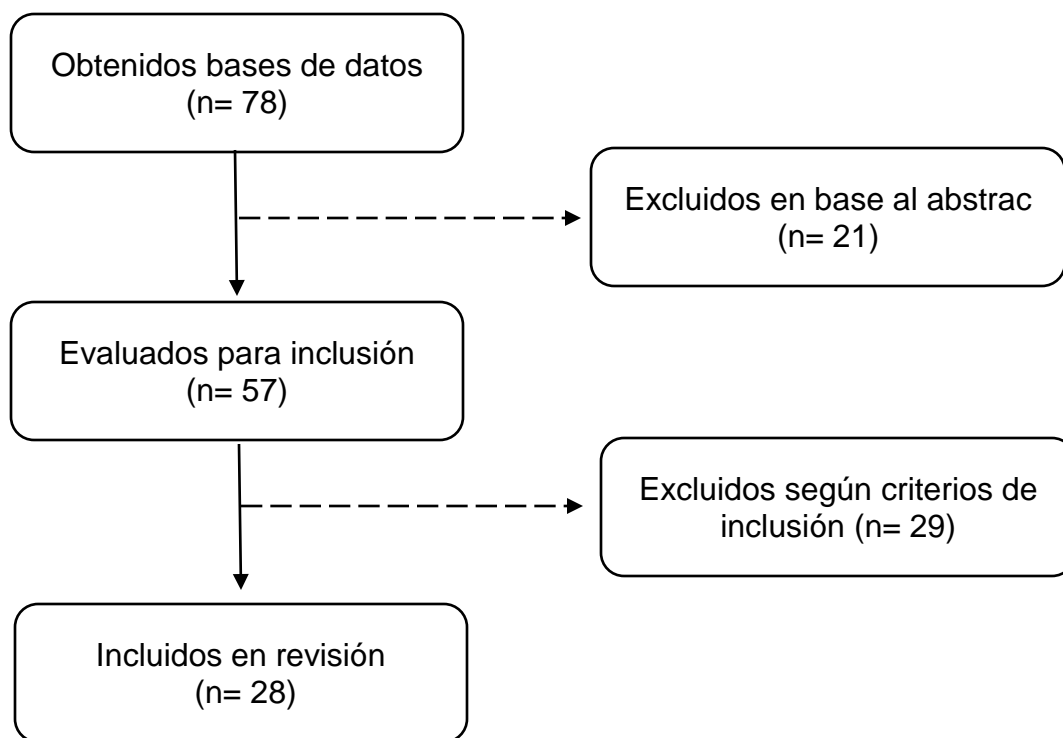 Obtenidos bases de datos
(n= 78)
Excluidos en base al abstrac
(n= 21)
Evaluados para inclusión
(n= 57)
Excluidos según criterios de
inclusión (n= 29)
Incluidos en revisión
(n= 28)